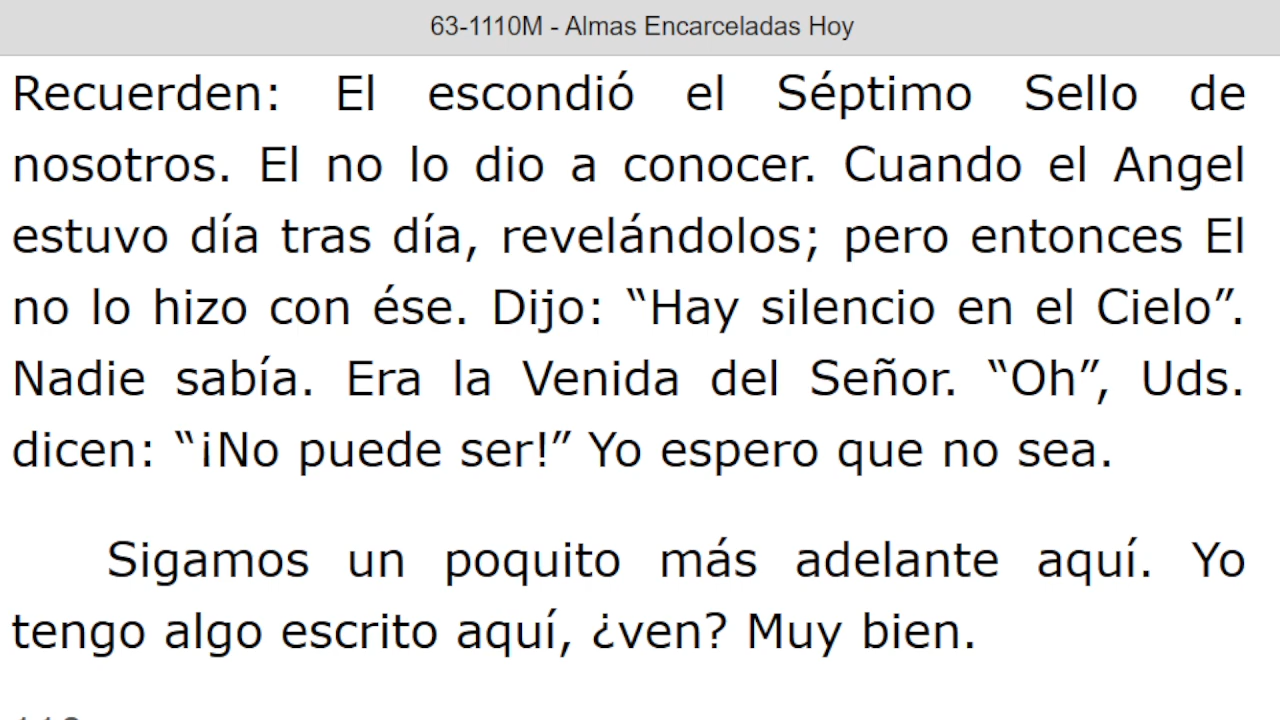 63-1110M - Almas Encarceladas Hoy
Recuerden: El escondió el Séptimo Sello de
nosotros. El no lo dio a conocer. Cuando el Angel
estuvo día tras día, revelándolos; pero entonces El
no lo hizo con ése. Dijo: “Hay silencio en el Cielo”.
Nadie sabía. Era la Venida del Señor. “Oh”, Uds.
dicen: “¡No puede ser!” Yo espero que no sea.
Sigamos un poquito más adelante aquí. Yo
tengo algo escrito aquí, ¿ven? Muy bien.